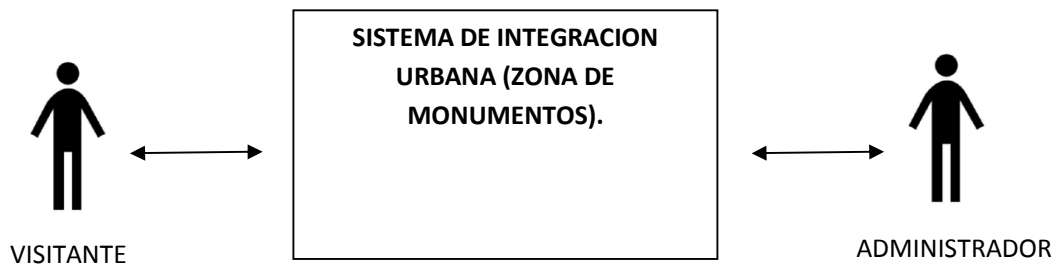 SISTEMA DE INTEGRACION
URBANA (ZONA DE
MONUMENTOS).
VISITANTE
ADMINISTRADOR